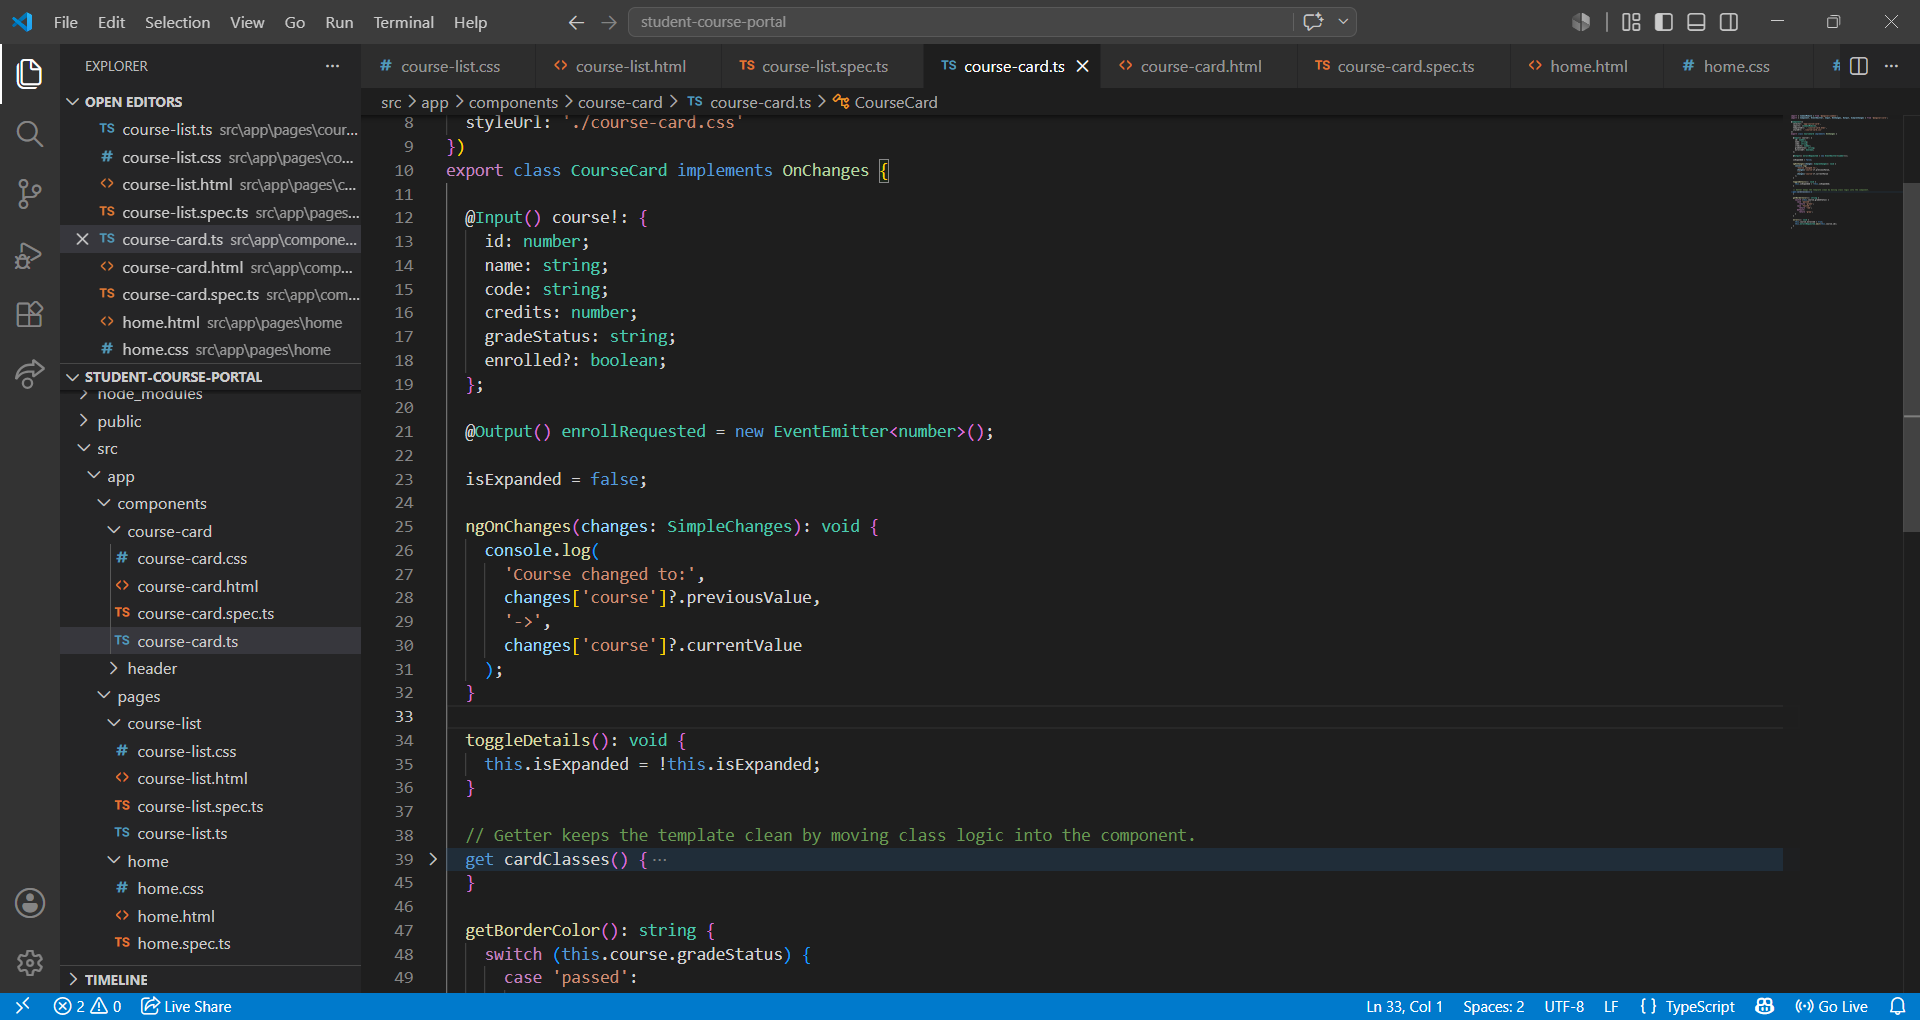 File Edit Selection View Go Run Terminal Help
student-course-portal
EXPLORER
OPEN EDITORS
TS course-list.ts src\app\pages\cour...
# course-list.css src\app\pages\co...
<> course-list.html src\app\pages\c...
TS course-list.spec.ts src\app\pages...
TS course-card.ts src\app\compone...
<> course-card.html src\app\comp...
TS course-card.spec.ts src\app\com...
<> home.html src\app\pages\home
# home.css src\app\pages\home
STUDENT-COURSE-PORTAL
node_modules
public
src
app
components
course-card
# course-card.css
<> course-card.html
TS course-card.spec.ts
TS course-card.ts
header
pages
course-list
# course-list.css
<> course-list.html
TS course-list.spec.ts
TS course-list.ts
home
# home.css
<> home.html
TS home.spec.ts
TIMELINE
# course-list.css <> course-list.html TS course-list.spec.ts TS course-card.ts <> course-card.html TS course-card.spec.ts <> home.html # home.css #
src > app > components > course-card > TS course-card.ts > CourseCard
8 styleUrl: './course-card.css'
9 })
10 export class CourseCard implements OnChanges {
11
12 @Input() course!: {
13 id: number;
14 name: string;
15 code: string;
16 credits: number;
17 gradeStatus: string;
18 enrolled?: boolean;
19 };
20
21 @Output() enrollRequested = new EventEmitter<number>();
22
23 isExpanded = false;
24
25 ngOnChanges(changes: SimpleChanges): void {
26 console.log(
27 'Course changed to:',
28 changes['course']?.previousValue,
29 '->',
30 changes['course']?.currentValue
31 );
32 }
33
34 toggleDetails(): void {
35 this.isExpanded = !this.isExpanded;
36 }
37
38 // Getter keeps the template clean by moving class logic into the component.
39 get cardClasses() { ...
45 }
46
47 getBorderColor(): string {
48 switch (this.course.gradeStatus) {
49 case 'passed':
2 0 Live Share Ln 33, Col 1 Spaces: 2 UTF-8 LF {} TypeScript Go Live